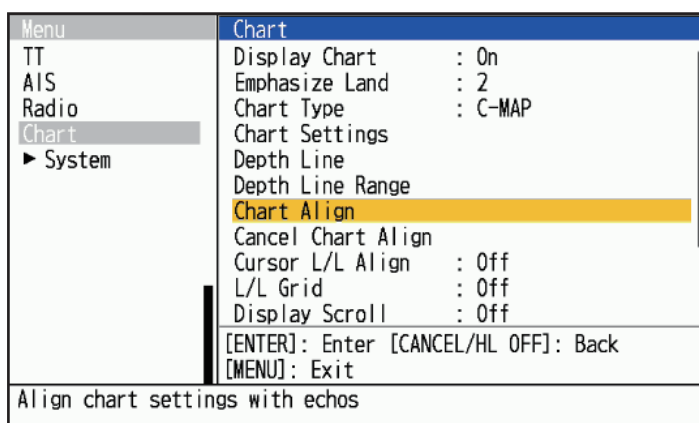 Menu
TT
AIS
Radio
Chart
► System
Chart
Display Chart : On
Emphasize Land : 2
Chart Type : C-MAP
Chart Settings
Depth Line
Depth Line Range
Chart Align
Cancel Chart Align
Cursor L/L Align : Off
L/L Grid : Off
Display Scroll : Off
[ENTER]: Enter [CANCEL/HL OFF]: Back
[MENU]: Exit
Align chart settings with echos